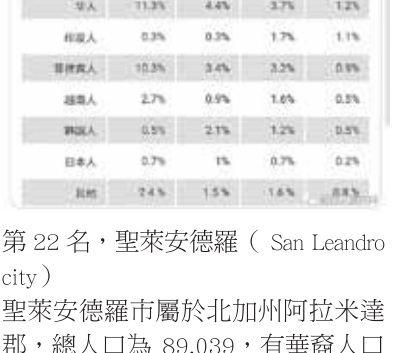 华人 11.3% 4.4% 3.7% 1.2%
印度人 0.3% 0.3% 1.7% 1.1%
菲律宾人 10.3% 3.4% 3.2% 0.9%
越南人 2.7% 0.9% 1.6% 0.5%
韩国人 0.5% 2.1% 1.2% 0.5%
日本人 0.7% 1% 0.7% 0.2%
其他 2.4% 1.5% 1.6% 0.8%
第 22 名，聖萊安德羅（ San Leandro
city）
聖萊安德羅市屬於北加州阿拉米達
郡，總人口為 89,039，有華裔人口